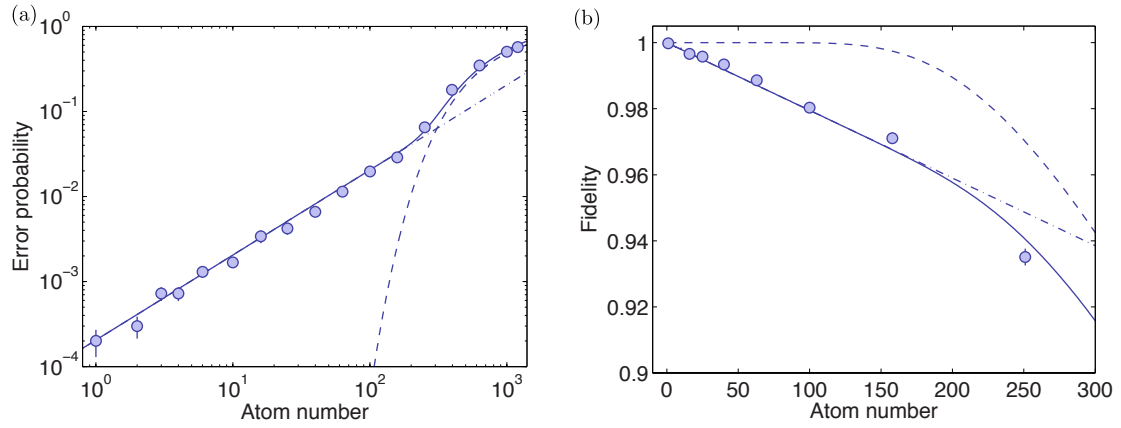 (a)
10^0
10^-1
10^-2
10^-3
10^-4
Error probability
10^0 10^1 10^2 10^3
Atom number
(b)
1
0.98
0.96
0.94
0.92
0.9
Fidelity
0 50 100 150 200 250 300
Atom number